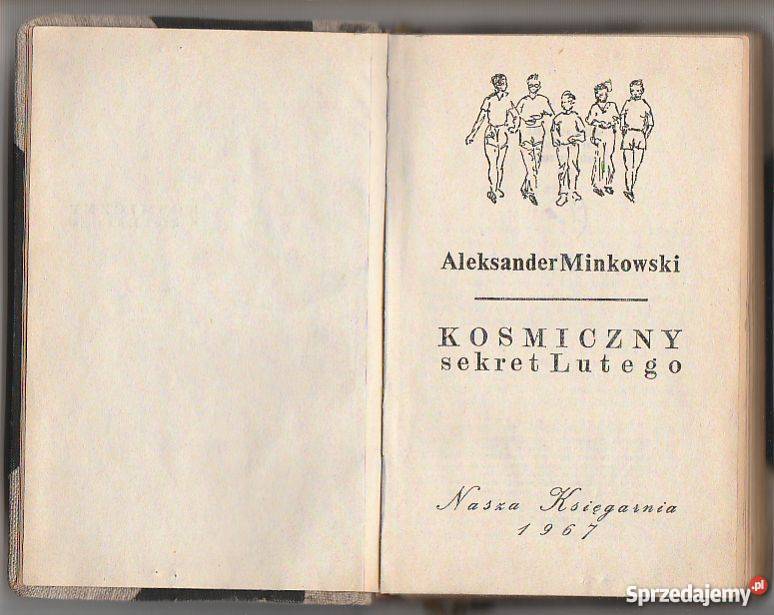 Aleksander Minkowski
KOSMICZNY
sekret Lutego
Nasza Księgarnia
1967
Sprzedajemy.pl